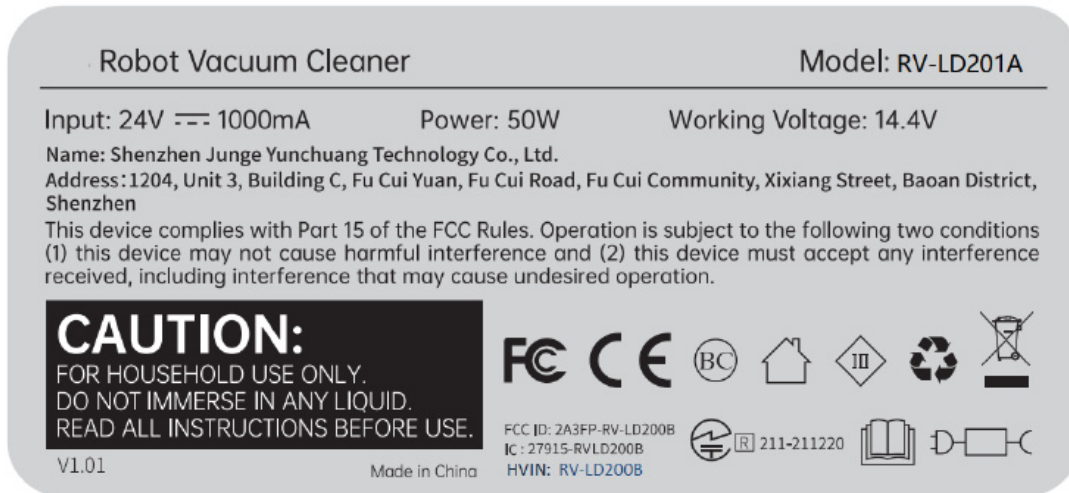 Robot Vacuum Cleaner Model: RV-LD201A
Input: 24V ⎓ 1000mA Power: 50W Working Voltage: 14.4V
Name: Shenzhen Junge Yunchuang Technology Co., Ltd.
Address:1204, Unit 3, Building C, Fu Cui Yuan, Fu Cui Road, Fu Cui Community, Xixiang Street, Baoan District,
Shenzhen
This device complies with Part 15 of the FCC Rules. Operation is subject to the following two conditions
(1) this device may not cause harmful interference and (2) this device must accept any interference
received, including interference that may cause undesired operation.
CAUTION:
FOR HOUSEHOLD USE ONLY.
DO NOT IMMERSE IN ANY LIQUID.
READ ALL INSTRUCTIONS BEFORE USE.
FC CE BC III
FCC ID: 2A3FP-RV-LD200B
IC : 27915-RVLD200B
HVIN: RV-LD200B
R 211-211220
V1.01
Made in China